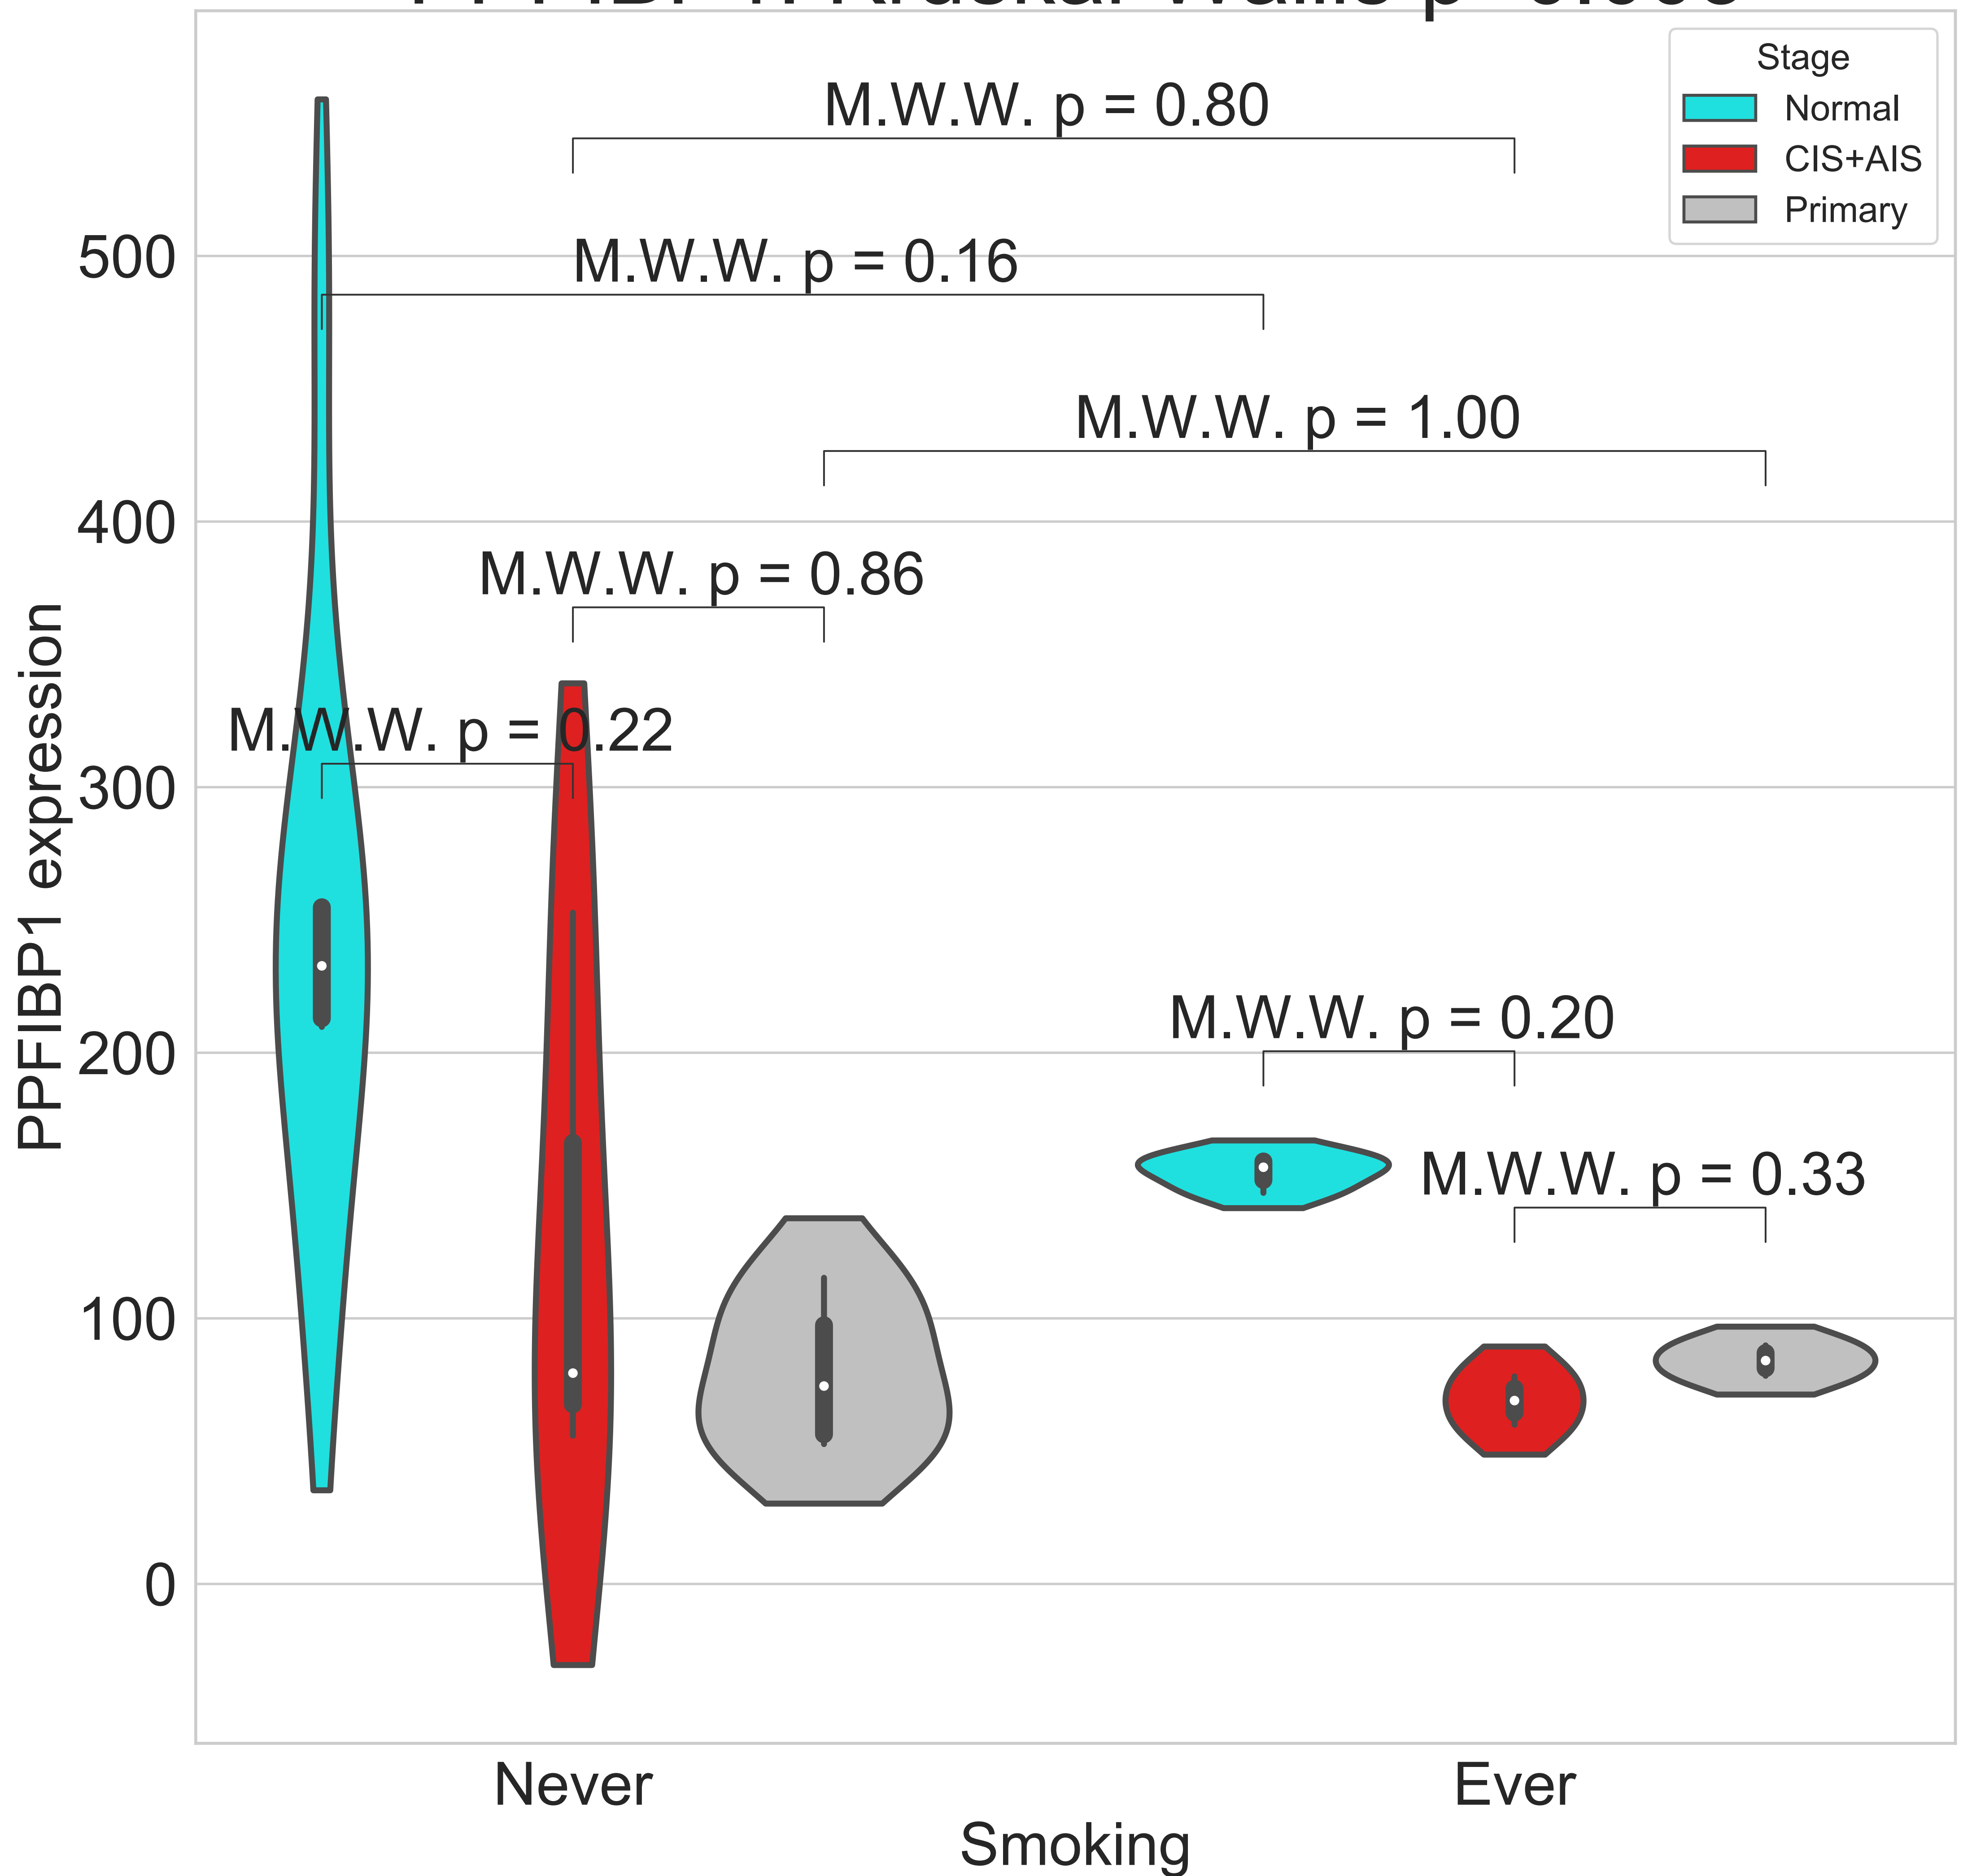 Stage
Normal
CIS+AIS
Primary
M.W.W. p = 0.80
M.W.W. p = 0.16
M.W.W. p = 1.00
M.W.W. p = 0.86
M.W.W. p = 0.22
M.W.W. p = 0.20
M.W.W. p = 0.33
500
400
300
200
100
0
PPFIBP1 expression
Never
Ever
Smoking